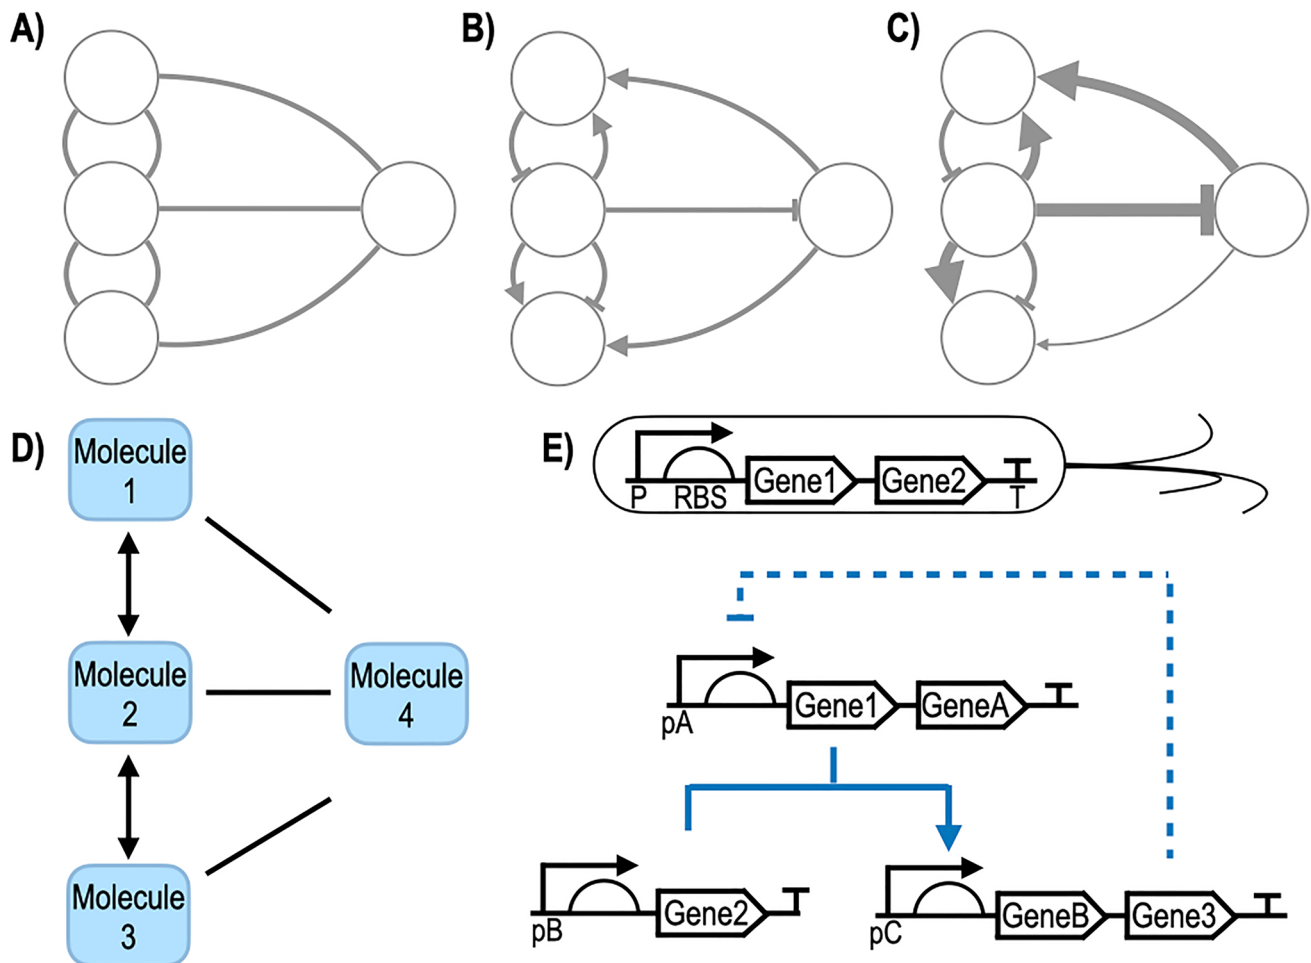 A)
B)
C)
D)
Molecule
1
Molecule
2
Molecule
3
Molecule
4
E)
Gene1
Gene2
P
RBS
T
Gene1
GeneA
pA
Gene2
pB
GeneB
Gene3
pC